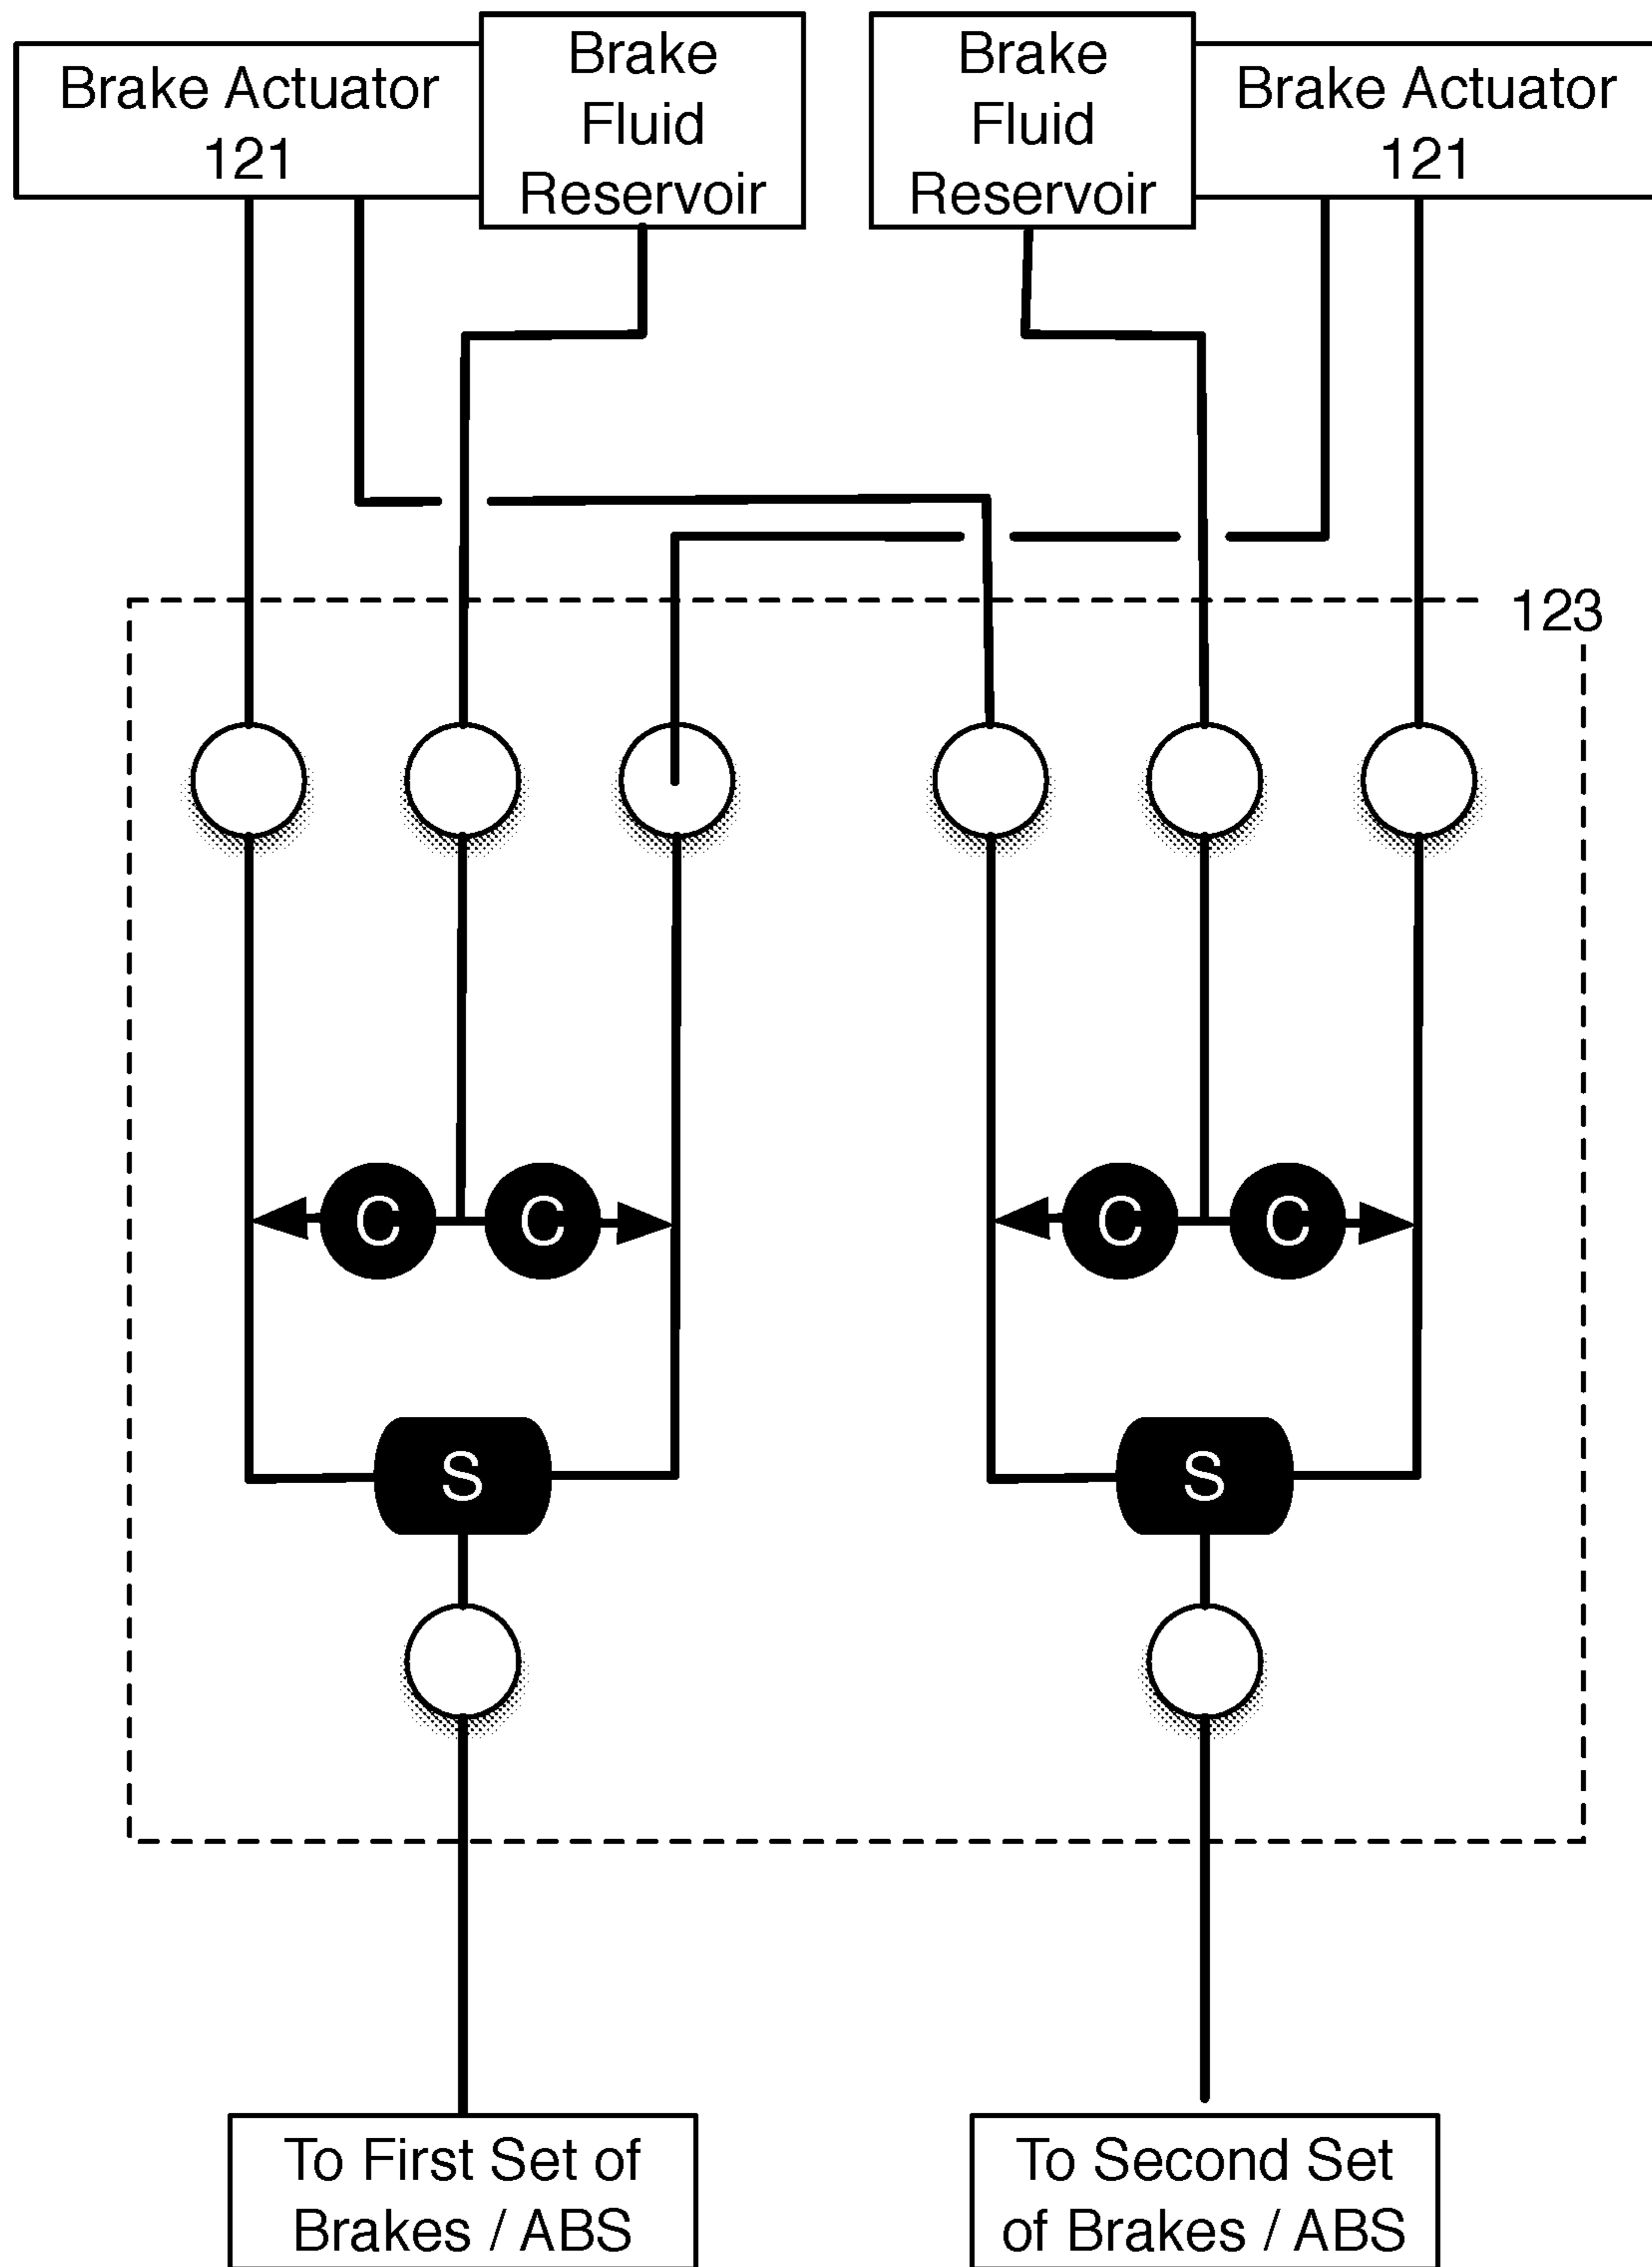 Brake Actuator
121
Brake
Fluid
Reservoir
Brake
Fluid
Reservoir
Brake Actuator
121
123
C
C
C
C
S
S
To First Set of
Brakes / ABS
To Second Set
of Brakes / ABS